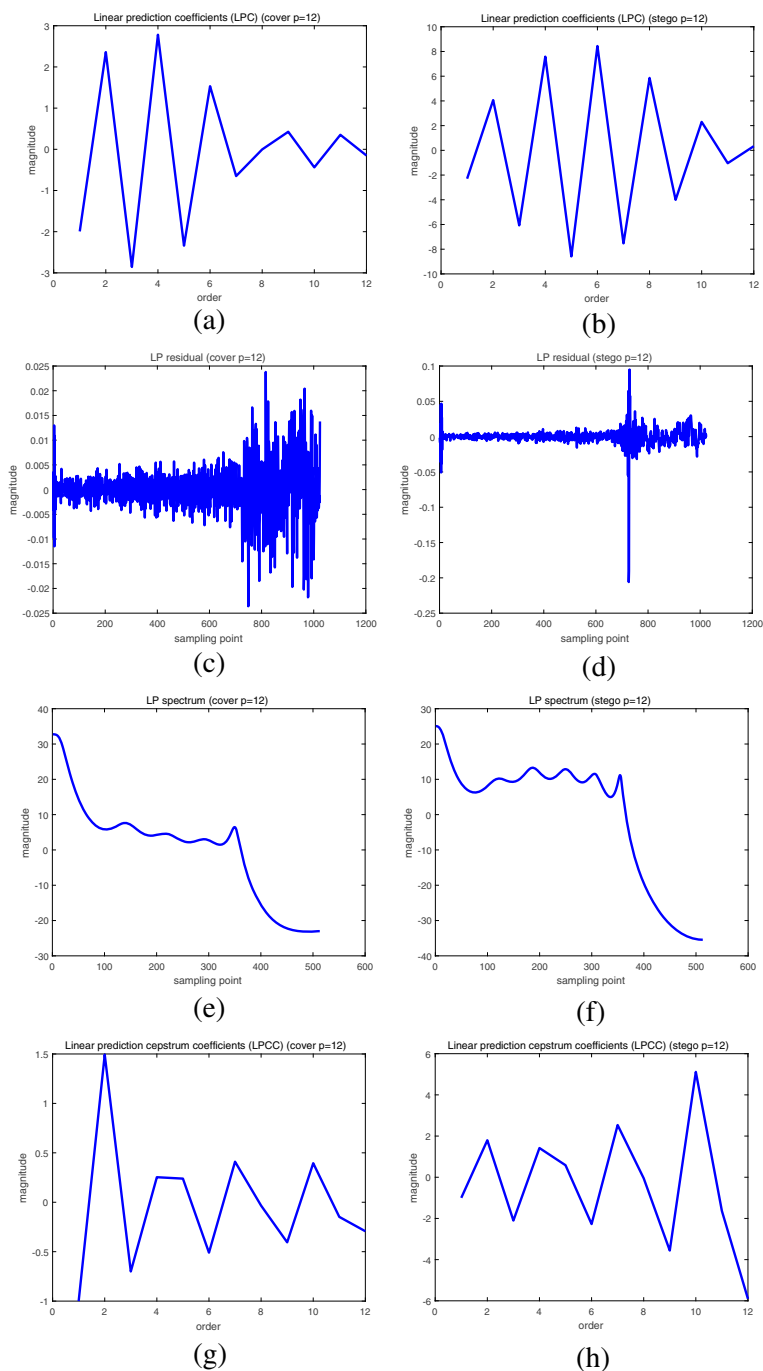 Linear prediction coefficients (LPC) (cover p=12)
3
2
1
0
-1
-2
-3
magnitude
0 2 4 6 8 10 12
order
(a)
Linear prediction coefficients (LPC) (stego p=12)
10
8
6
4
2
0
-2
-4
-6
-8
-10
magnitude
0 2 4 6 8 10 12
order
(b)
LP residual (cover p=12)
0.025
0.02
0.015
0.01
0.005
0
-0.005
-0.01
-0.015
-0.02
-0.025
magnitude
0 200 400 600 800 1000 1200
sampling point
(c)
LP residual (stego p=12)
0.1
0.05
0
-0.05
-0.1
-0.15
-0.2
-0.25
magnitude
0 200 400 600 800 1000 1200
sampling point
(d)
LP spectrum (cover p=12)
40
30
20
10
0
-10
-20
-30
magnitude
0 100 200 300 400 500 600
sampling point
(e)
LP spectrum (stego p=12)
30
20
10
0
-10
-20
-30
-40
magnitude
0 100 200 300 400 500 600
sampling point
(f)
Linear prediction cepstrum coefficients (LPCC) (cover p=12)
1.5
1
0.5
0
-0.5
-1
magnitude
0 2 4 6 8 10 12
order
(g)
Linear prediction cepstrum coefficients (LPCC) (stego p=12)
6
4
2
0
-2
-4
-6
magnitude
0 2 4 6 8 10 12
order
(h)